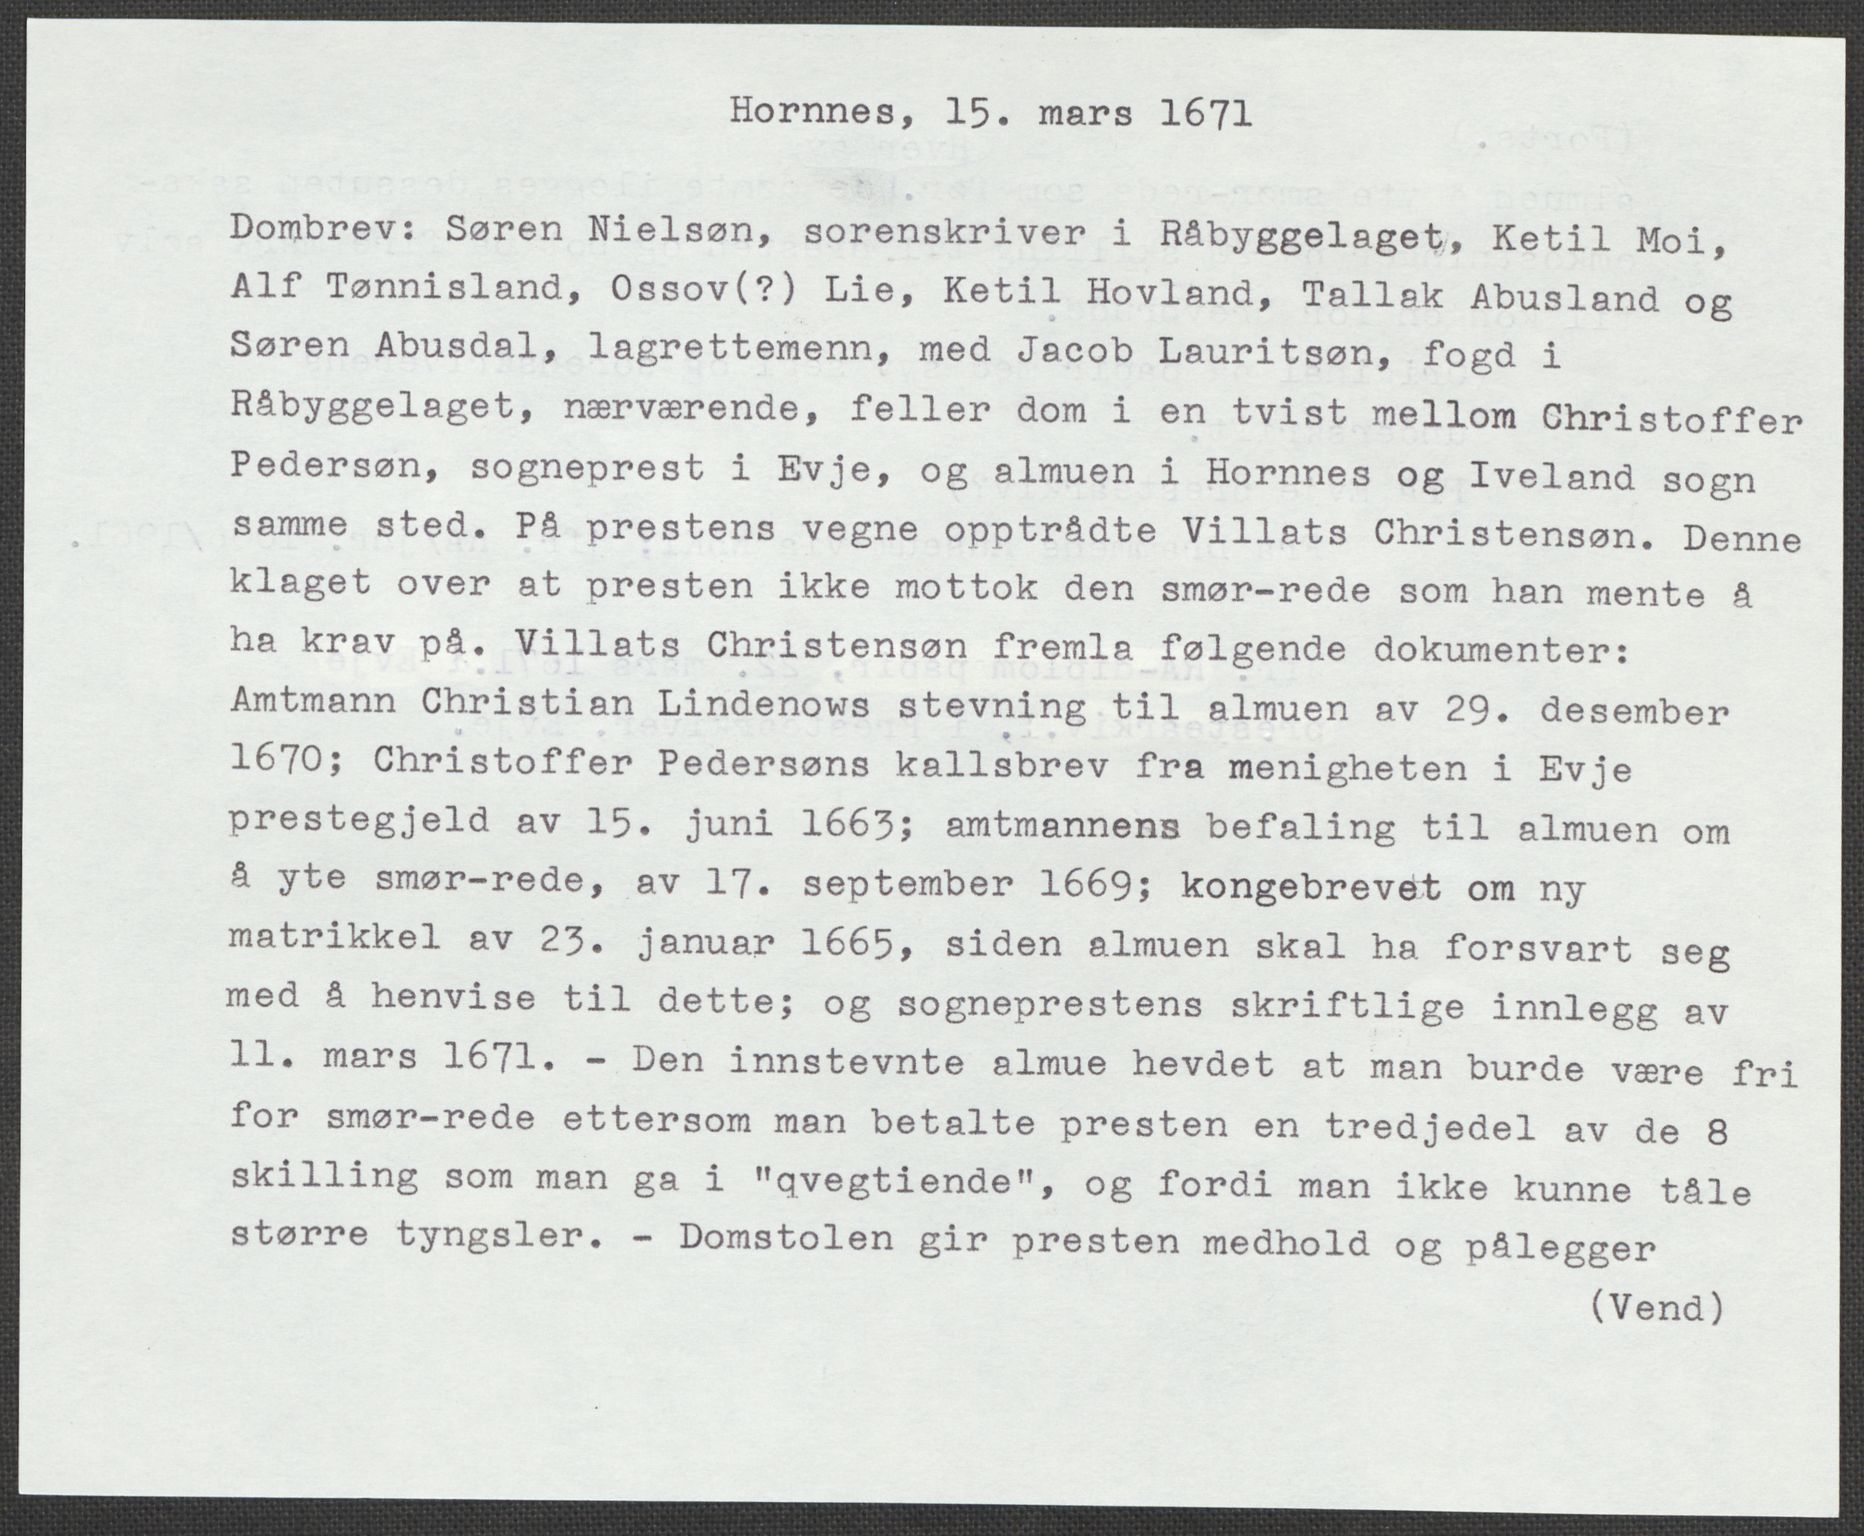 Hornnes, 15. mars 1671
Dombrev: Søren Nielsøn, sorenskriver i Råbyggelaget, Ketil Moi,
Alf Tønnisland, Ossov(?) Lie, Ketil Hovland, Tallak Abusland og
Søren Abusdal, lagrettemenn, med Jacob Lauritsøn, fogd i
Råbyggelaget, nærværende, feller dom i en tvist mellom Christoffer
Pedersøn, sogneprest i Evje, og almuen i Hornnes og Iveland sogn
samme sted. På prestens vegne opptrådte Villats Christensøn. Denne
klaget over at presten ikke mottok den smør-rede som han mente å
ha krav på. Villats Christensøn fremla følgende dokumenter:
Amtmann Christian Lindenows stevning til almuen av 29. desember
1670; Christoffer Pedersøns kallsbrev fra menigheten i Evje
prestegjeld av 15. juni 1663; amtmannens befaling til almuen om
å yte smør-rede, av 17. september 1669; kongebrevet om ny
matrikkel av 23. januar 1665, siden almuen skal ha forsvart seg
med å henvise til dette; og sogneprestens skriftlige innlegg av
11. mars 1671. - Den innstevnte almue hevdet at man burde være fri
for smør-rede ettersom man betalte presten en tredjedel av de 8
skilling som man ga i "qvegtiende", og fordi man ikke kunne tåle
større tyngsler. - Domstolen gir presten medhold og pålegger
(Vend)